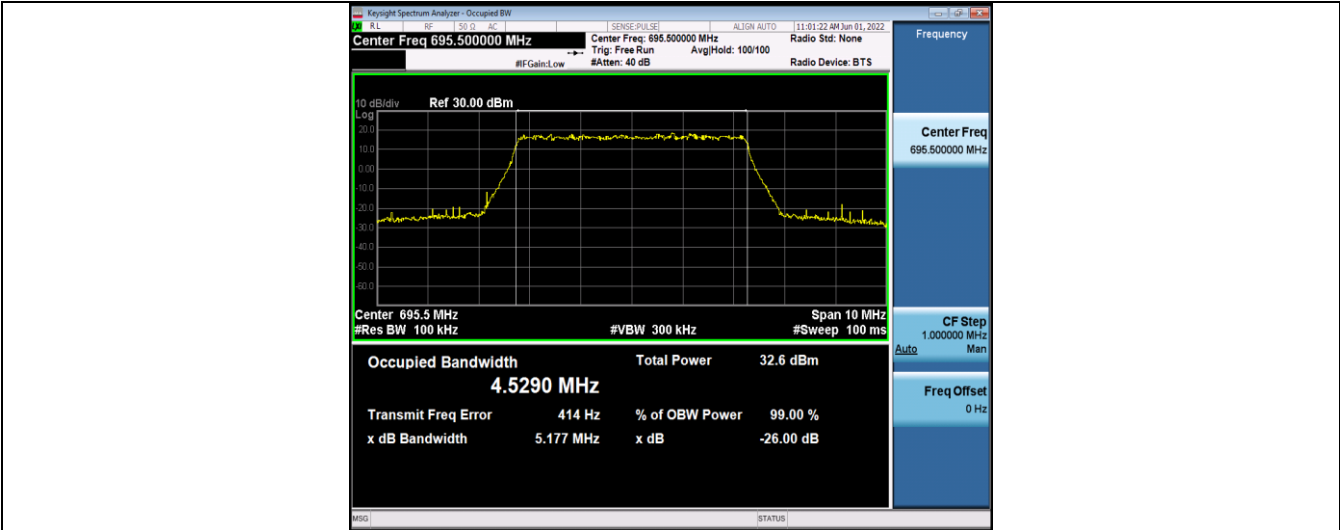 Keysight Spectrum Analyzer - Occupied BW
RL RF 50 Ω AC SENSE:PULSE ALIGN AUTO 11:01:22 AM Jun 01, 2022
Center Freq 695.500000 MHz
Center Freq: 695.500000 MHz Radio Std: None
Trig: Free Run Avg|Hold: 100/100
#IFGain:Low #Atten: 40 dB Radio Device: BTS
10 dB/div Ref 30.00 dBm
Log
20.0
10.0
0.00
-10.0
-20.0
-30.0
-40.0
-50.0
-60.0
Center 695.5 MHz Span 10 MHz
#Res BW 100 kHz #VBW 300 kHz #Sweep 100 ms
Occupied Bandwidth Total Power 32.6 dBm
4.5290 MHz
Transmit Freq Error 414 Hz % of OBW Power 99.00 %
x dB Bandwidth 5.177 MHz x dB -26.00 dB
Frequency
Center Freq
695.500000 MHz
CF Step
1.000000 MHz
Auto Man
Freq Offset
0 Hz
MSG STATUS